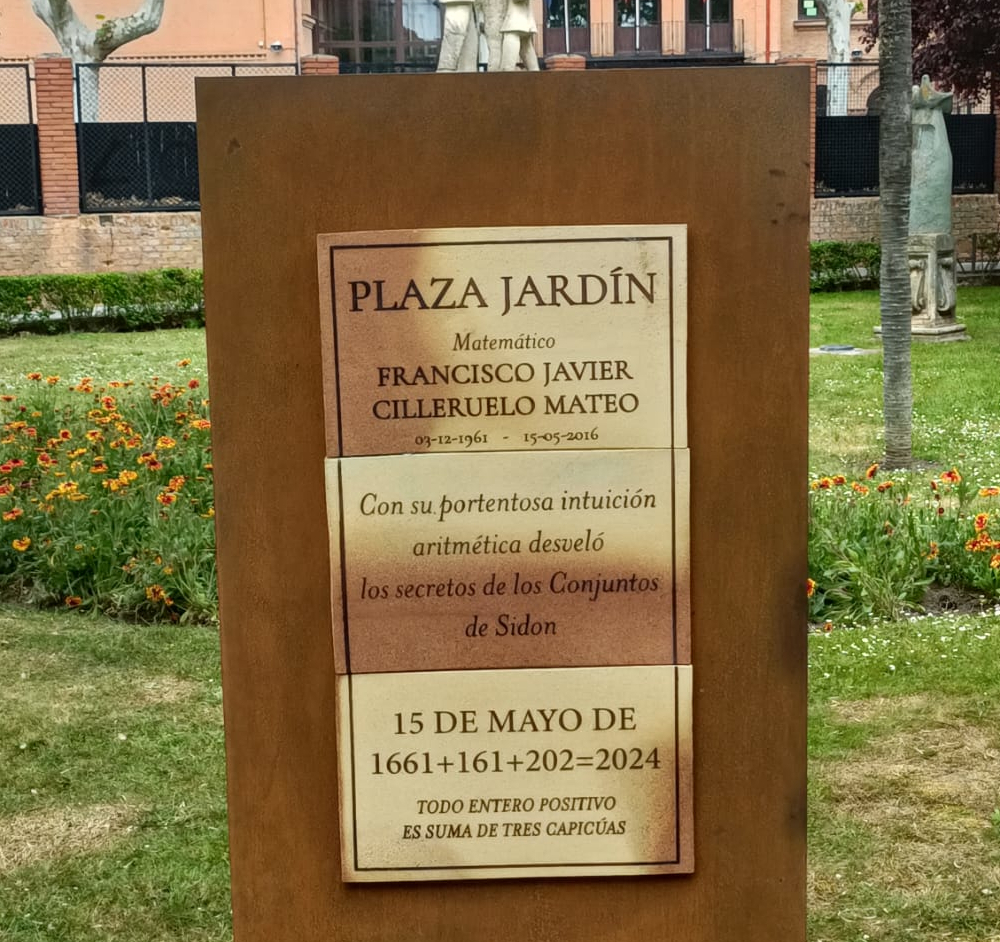 PLAZA JARDÍN
Matemático
FRANCISCO JAVIER
CILLERUELO MATEO
03-12-1961 - 15-05-2016
Con su portentosa intuición
aritmética desveló
los secretos de los Conjuntos
de Sidon
15 DE MAYO DE
1661+161+202=2024
TODO ENTERO POSITIVO
ES SUMA DE TRES CAPICÚAS